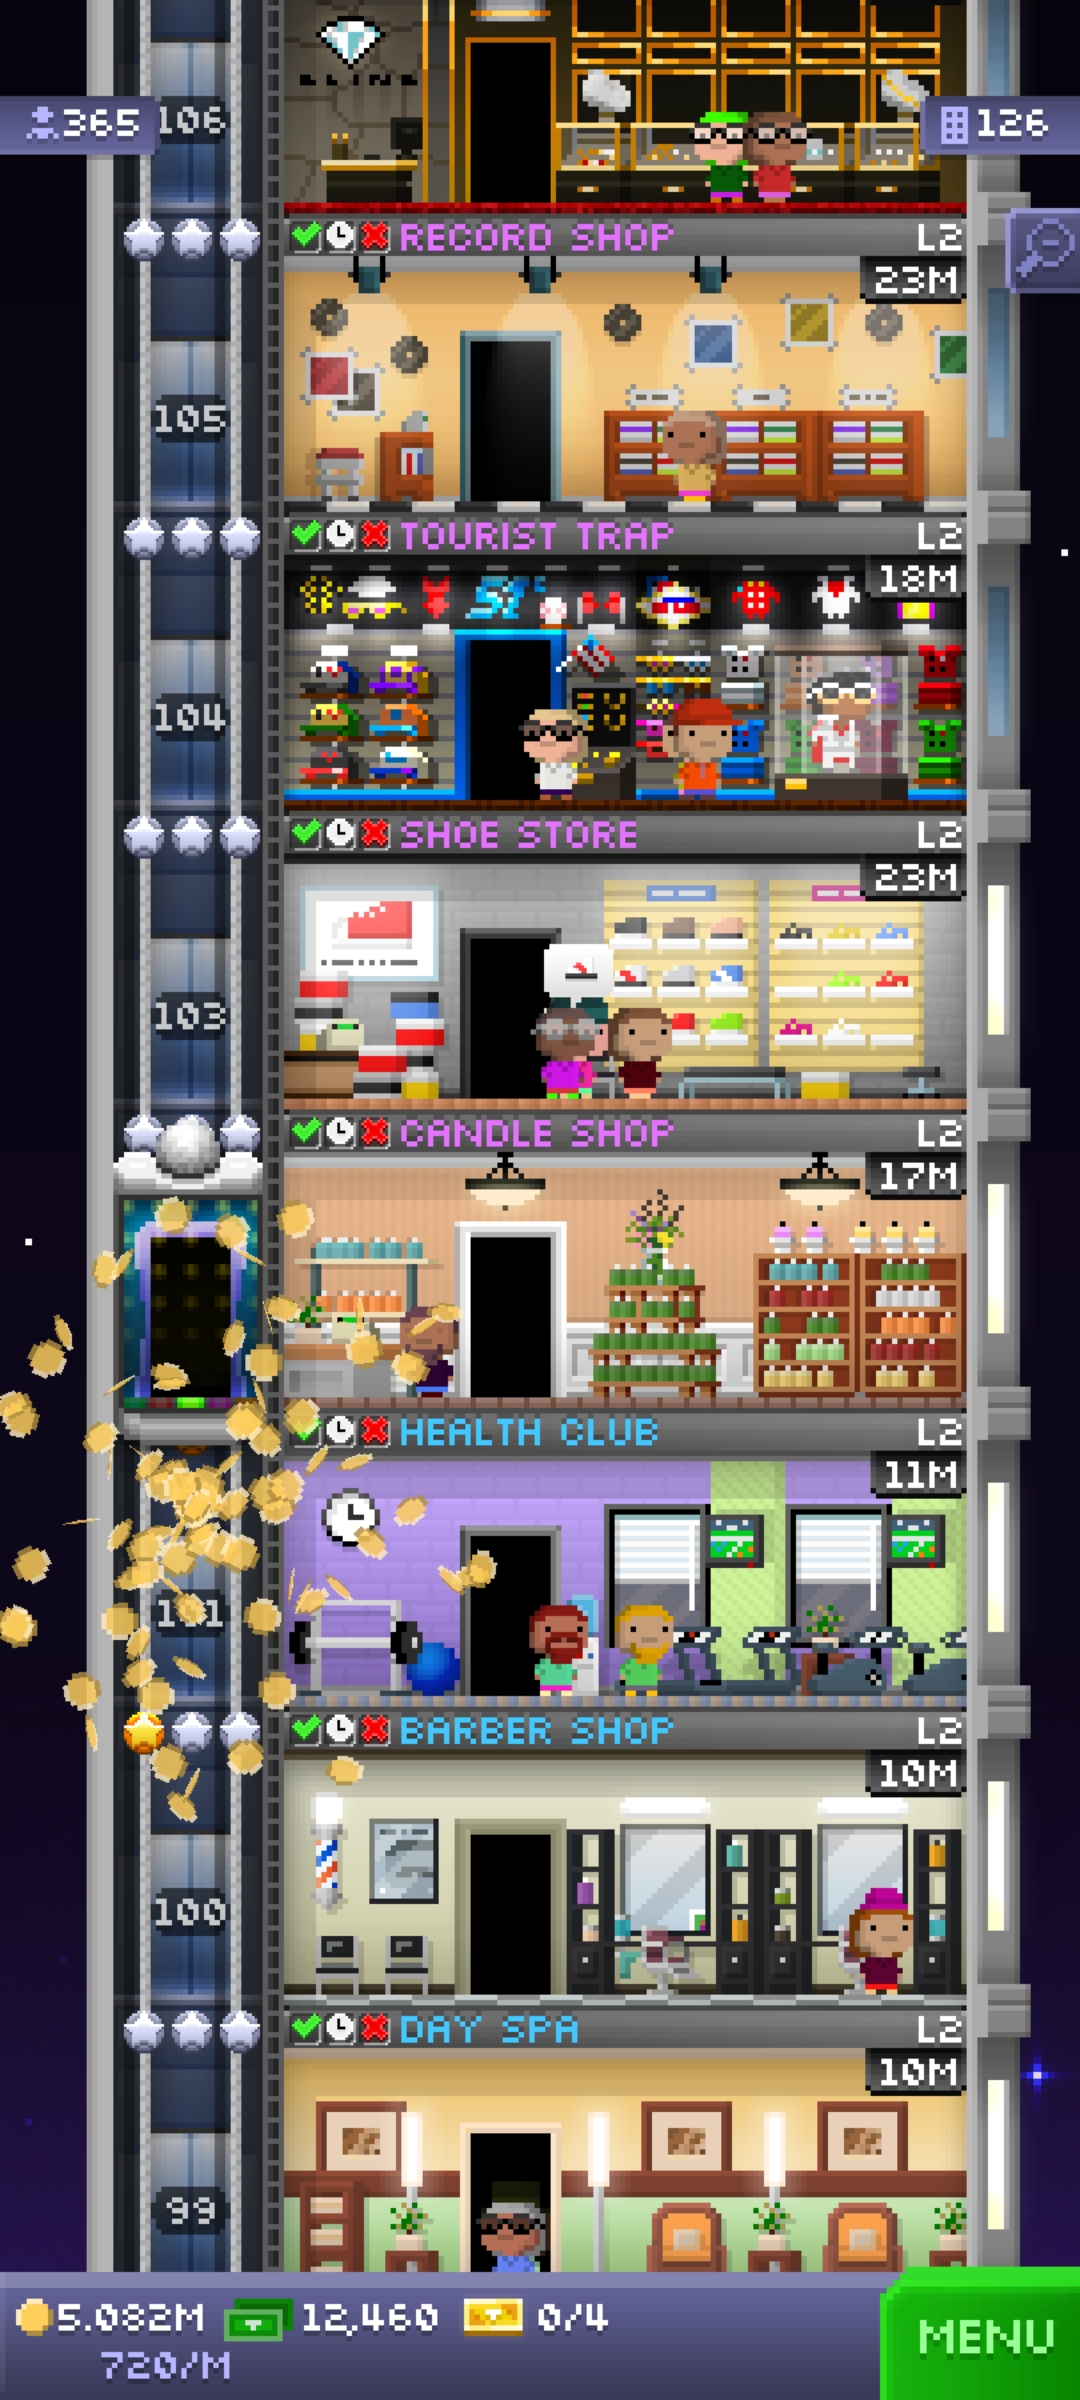 BLING
365
106
126
RECORD SHOP L2
23M
105
TOURIST TRAP L2
18M
104
SHOE STORE L2
23M
103
CANDLE SHOP L2
17M
HEALTH CLUB L2
11M
101
BARBER SHOP L2
10M
100
DAY SPA L2
10M
99
5.082M 12,460 0/4
720/M
MENU